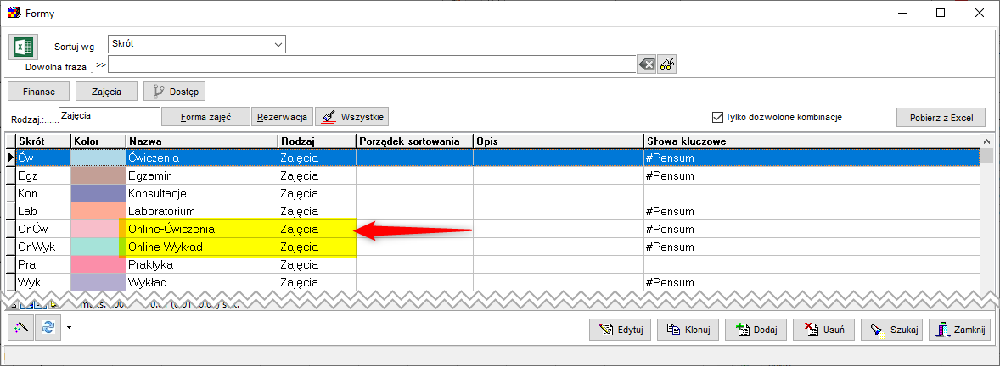 Formy
Sortuj wg Skrót
Dowolna fraza >>
Finanse Zajęcia Dostęp
Rodzaj.:..... Zajęcia Forma zajęć Rezerwacja Wszystkie Tylko dozwolone kombinacje Pobierz z Excel
Skrót Kolor Nazwa Rodzaj Porządek sortowania Opis Słowa kluczowe
Ćw Ćwiczenia Zajęcia #Pensum
Egz Egzamin Zajęcia #Pensum
Kon Konsultacje Zajęcia
Lab Laboratorium Zajęcia #Pensum
OnĆw Online-Ćwiczenia Zajęcia #Pensum
OnWyk Online-Wykład Zajęcia #Pensum
Pra Praktyka Zajęcia
Wyk Wykład Zajęcia #Pensum
Edytuj Klonuj Dodaj Usuń Szukaj Zamknij